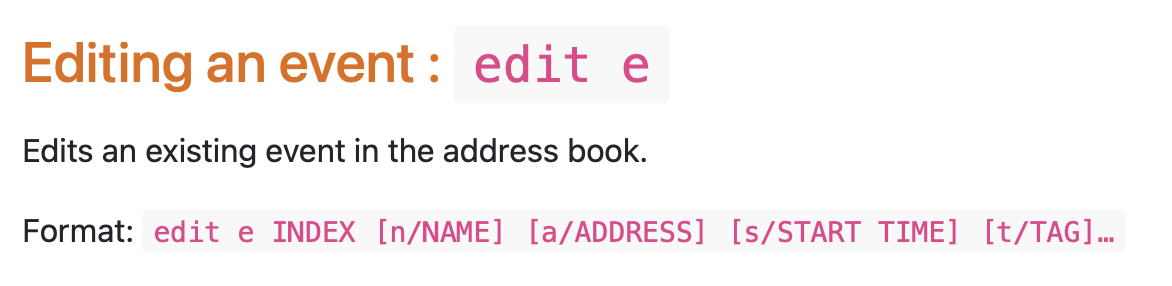 Editing an event : edit e
Edits an existing event in the address book.
Format: edit e INDEX [n/NAME] [a/ADDRESS] [s/START TIME] [t/TAG]…